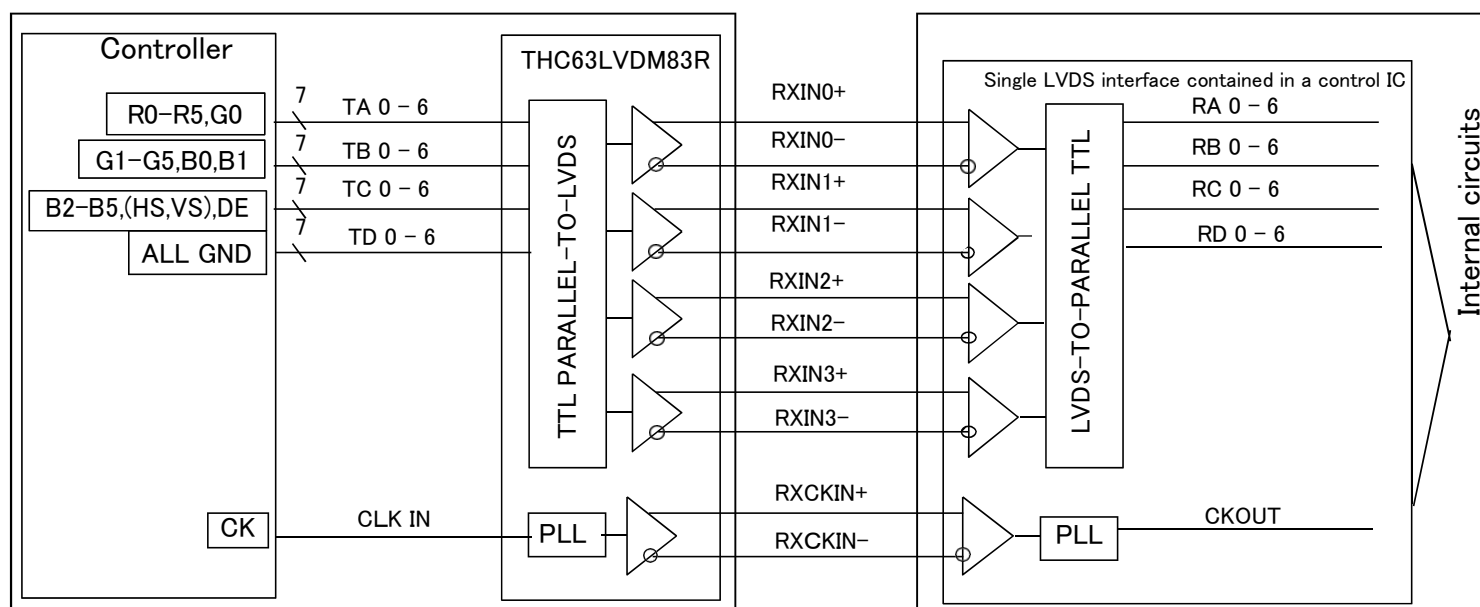 Controller
R0-R5,G0
G1-G5,B0,B1
B2-B5,(HS,VS),DE
ALL GND
CK
7
TA 0 - 6
7
TB 0 - 6
7
TC 0 - 6
7
TD 0 - 6
CLK IN
THC63LVDM83R
TTL PARALLEL-TO-LVDS
PLL
RXIN0+
RXIN0-
RXIN1+
RXIN1-
RXIN2+
RXIN2-
RXIN3+
RXIN3-
RXCKIN+
RXCKIN-
Single LVDS interface contained in a control IC
LVDS-TO-PARALLEL TTL
PLL
RA 0 - 6
RB 0 - 6
RC 0 - 6
RD 0 - 6
CKOUT
Internal circuits